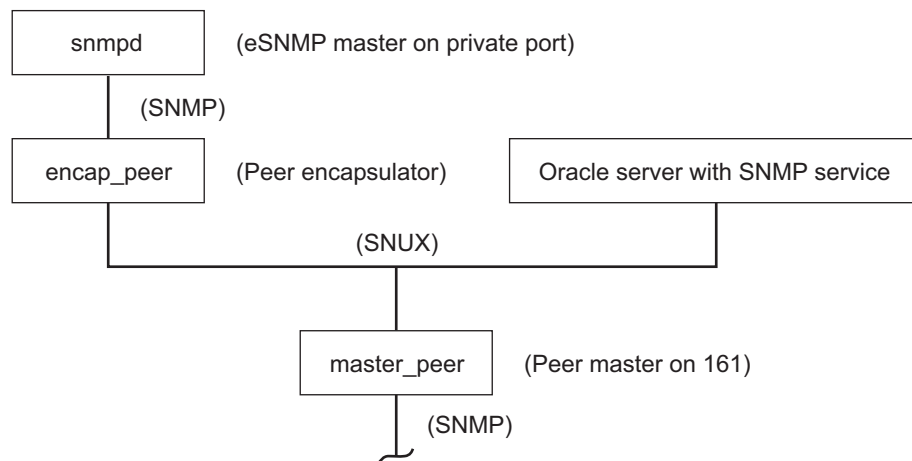 snmpd (eSNMP master on private port)
(SNMP)
encap_peer (Peer encapsulator) Oracle server with SNMP service
(SNUX)
master_peer (Peer master on 161)
(SNMP)